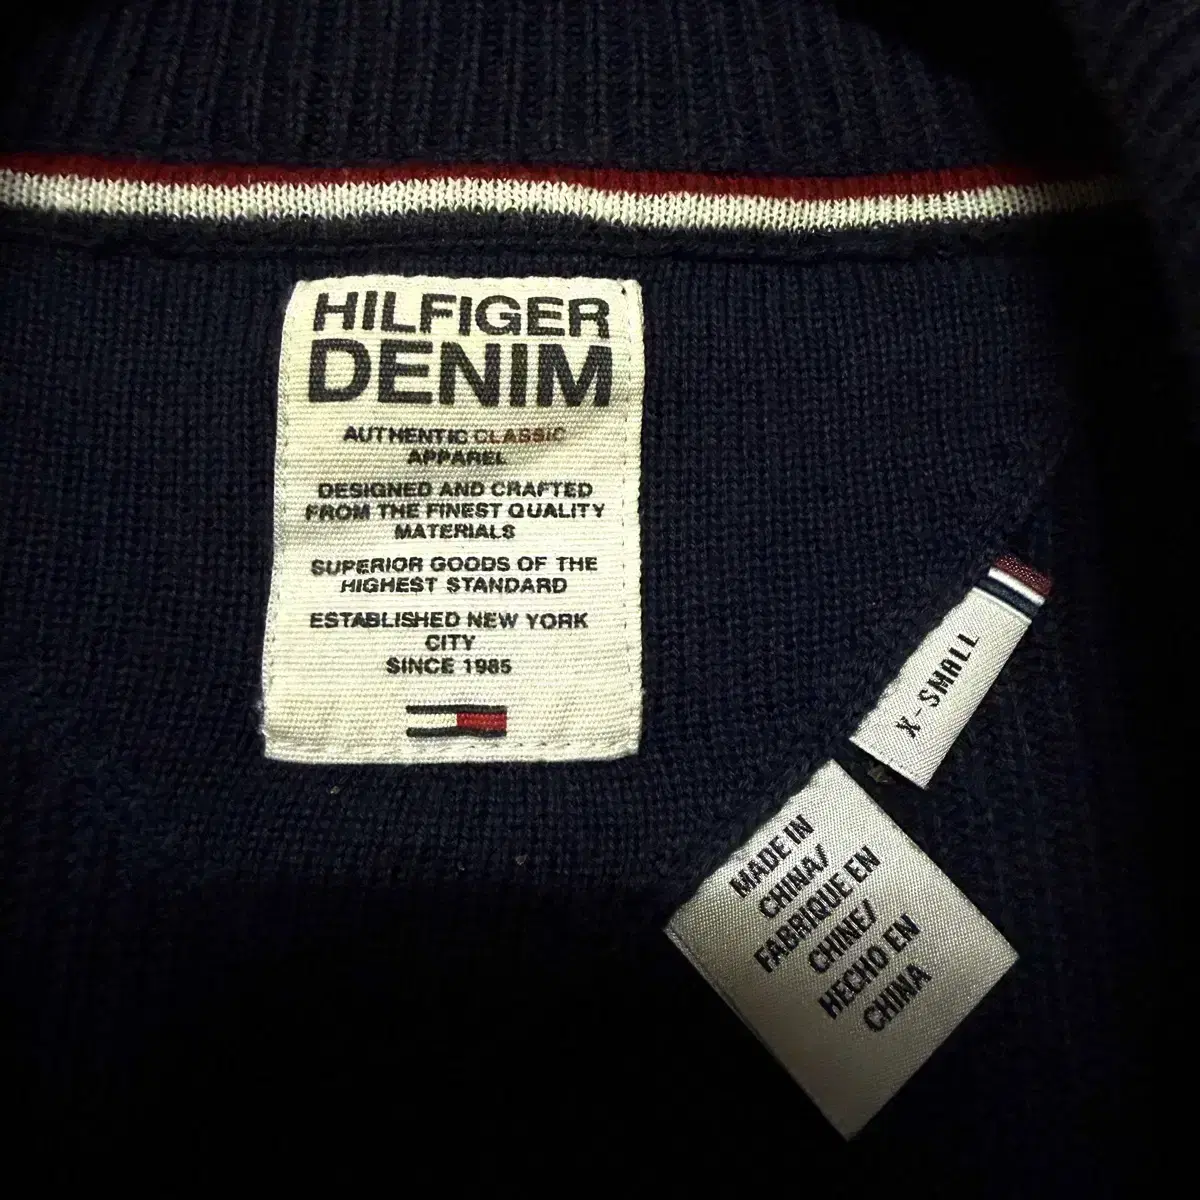 HILFIGER
DENIM
AUTHENTIC CLASSIC
APPAREL
DESIGNED AND CRAFTED
FROM THE FINEST QUALITY
MATERIALS
SUPERIOR GOODS OF THE
HIGHEST STANDARD
ESTABLISHED NEW YORK
CITY
SINCE 1985
X-SMALL
MADE IN
CHINA/
FABRIQUE EN
CHINE/
HECHO EN
CHINA